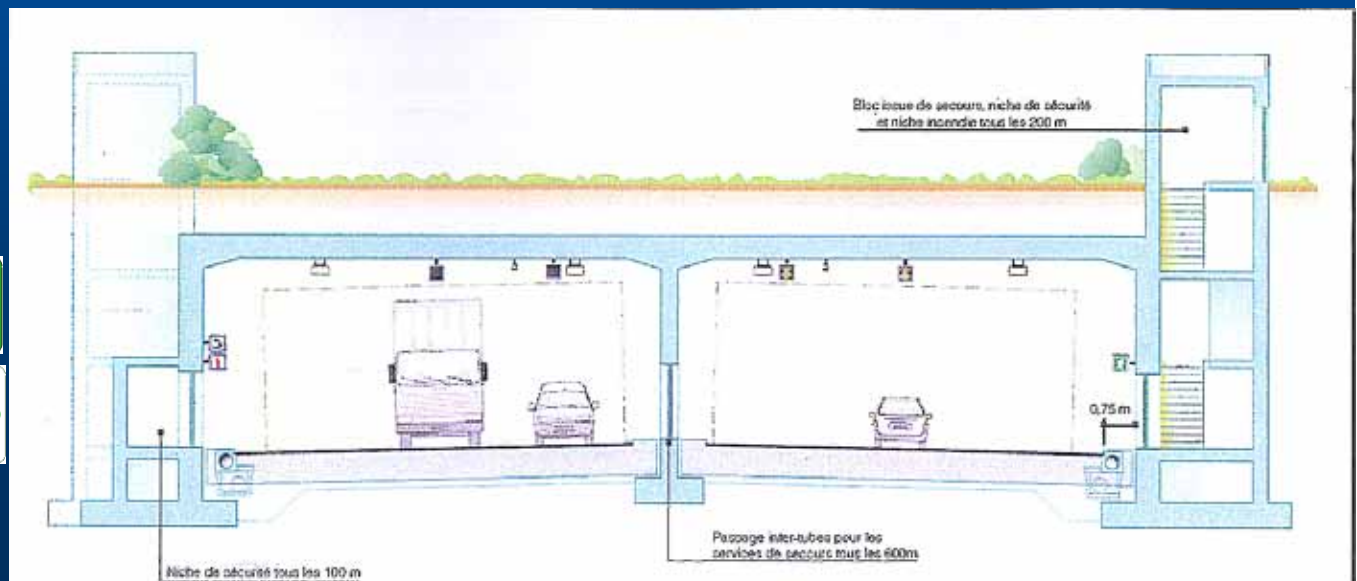 Bloc issue de secours, niche de sécurité
et niche incendie tous les 200 m
0,75 m
Passage inter-tubes pour les
services de secours tous les 600m
Niche de sécurité tous les 100 m